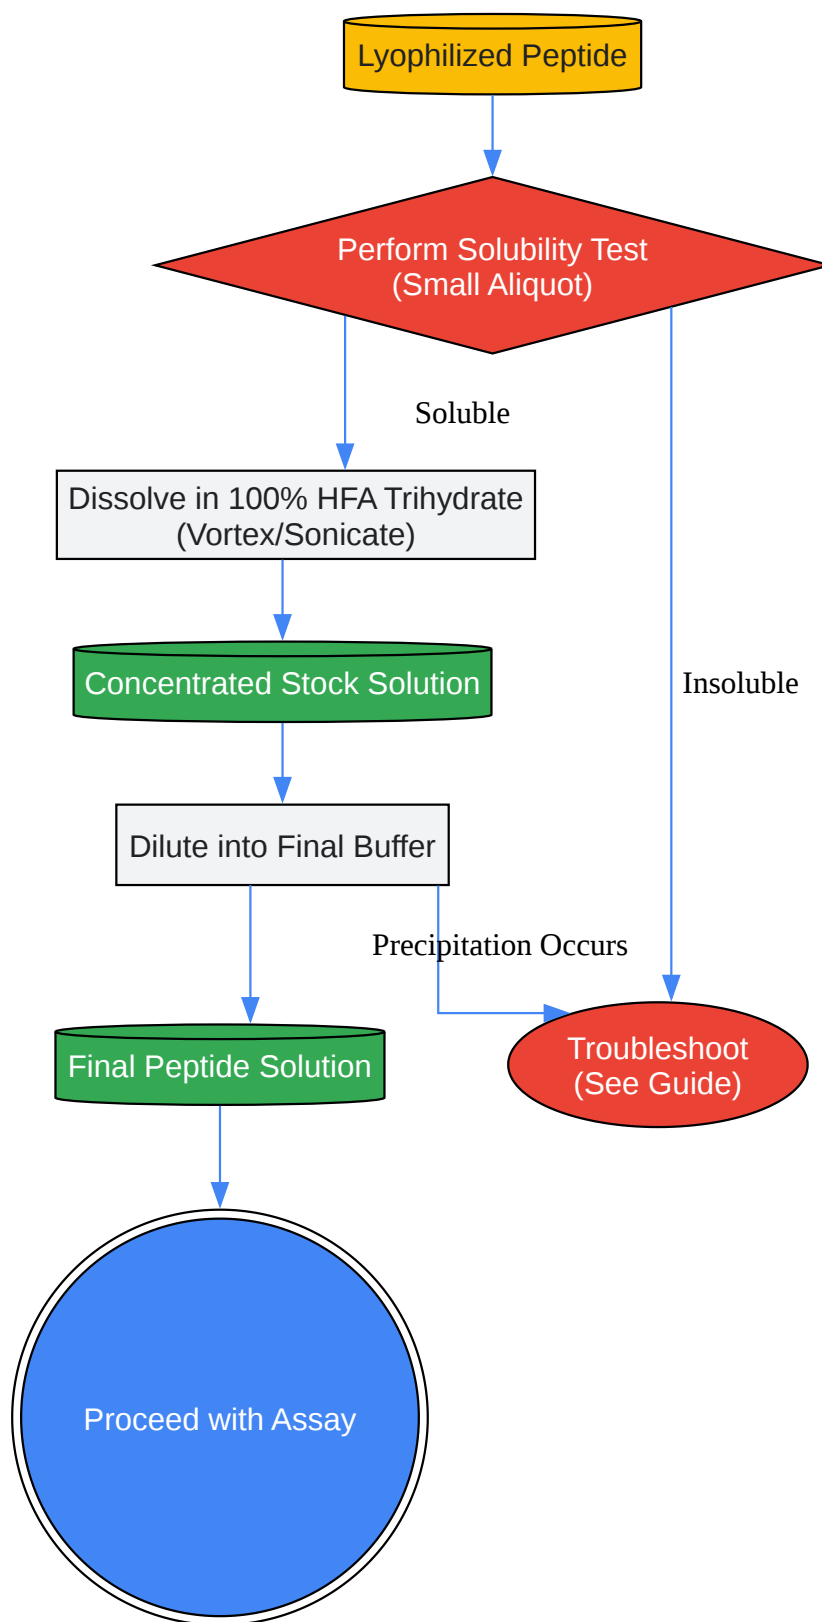 Lyophilized Peptide
Perform Solubility Test
(Small Aliquot)
Soluble
Dissolve in 100% HFA Trihydrate
(Vortex/Sonicate)
Concentrated Stock Solution
Insoluble
Dilute into Final Buffer
Precipitation Occurs
Final Peptide Solution
Troubleshoot
(See Guide)
Proceed with Assay